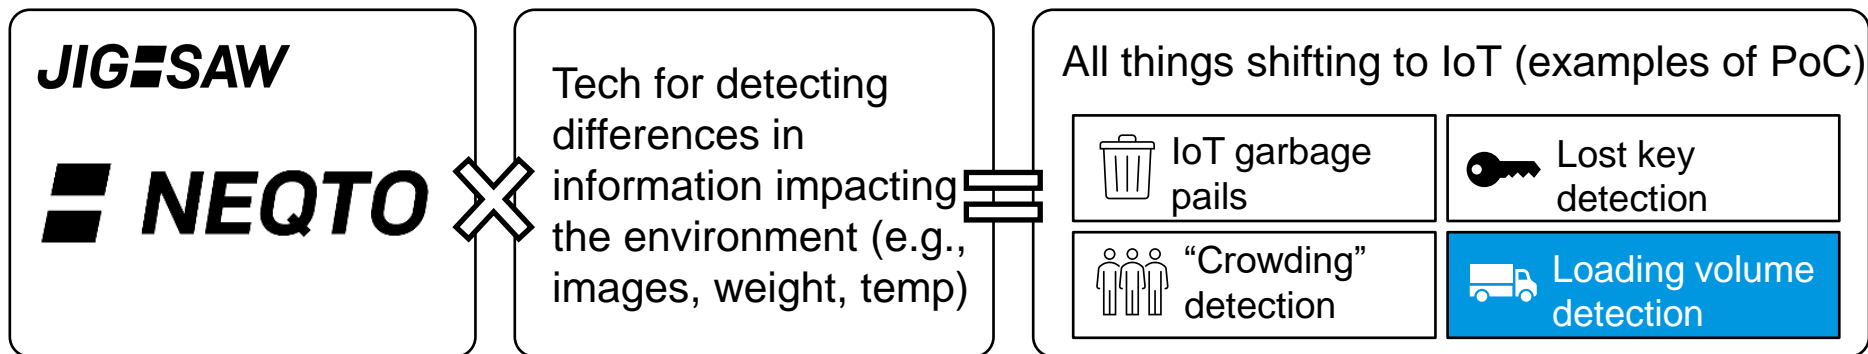 JIG=SAW
NEQTO
Tech for detecting
differences in
information impacting
the environment (e.g.,
images, weight, temp)
All things shifting to IoT (examples of PoC)
IoT garbage
pails
Lost key
detection
“Crowding”
detection
Loading volume
detection